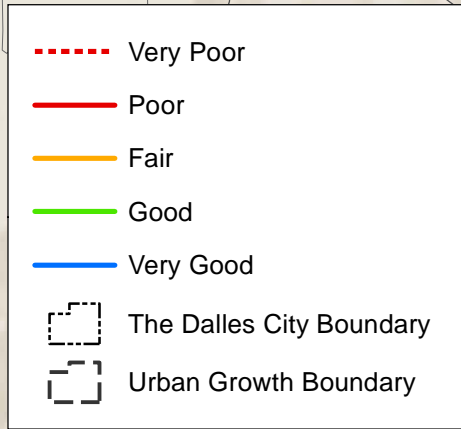 Very Poor
Poor
Fair
Good
Very Good
The Dalles City Boundary
Urban Growth Boundary